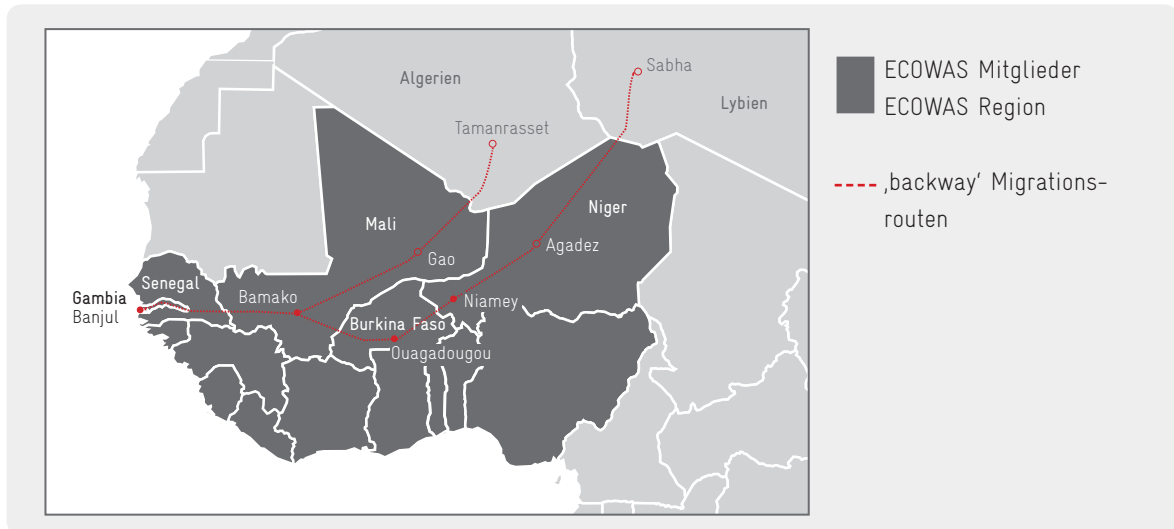 Sabha
Algerien
Lybien
Tamanrasset
Mali
Niger
Agadez
Gao
Senegal
Bamako
Gambia
Banjul
Niamey
Burkina Faso
Ouagadougou
ECOWAS Mitglieder
ECOWAS Region
‚backway‘ Migrations-
routen